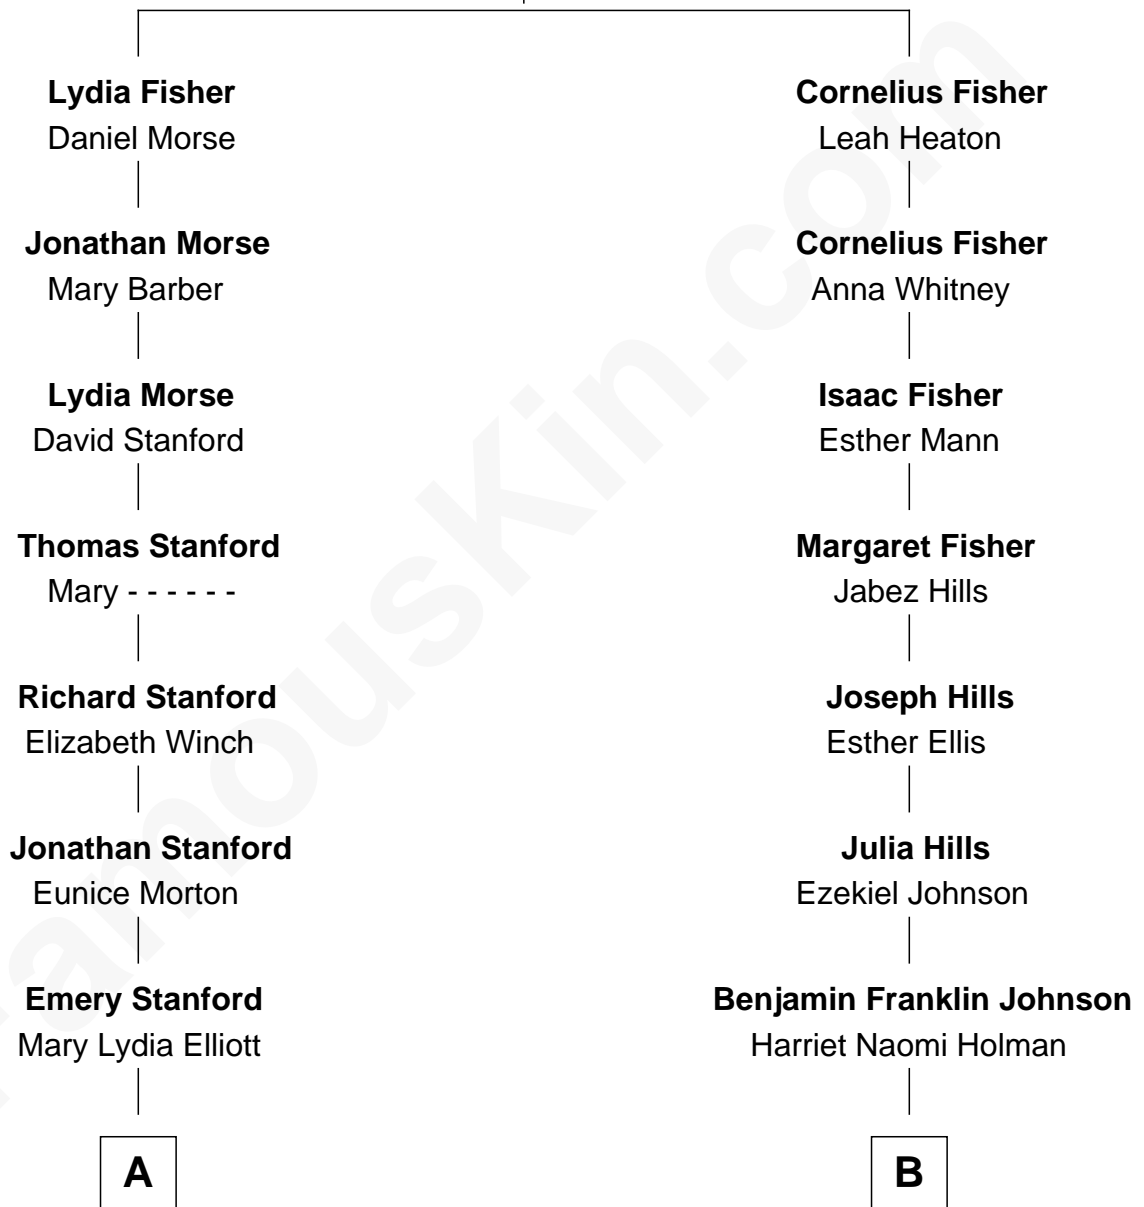 Lydia Fisher
Daniel Morse
Jonathan Morse
Mary Barber
Lydia Morse
David Stanford
Thomas Stanford
Mary - - - - - -
Richard Stanford
Elizabeth Winch
Jonathan Stanford
Eunice Morton
Emery Stanford
Mary Lydia Elliott
A
Cornelius Fisher
Leah Heaton
Cornelius Fisher
Anna Whitney
Isaac Fisher
Esther Mann
Margaret Fisher
Jabez Hills
Joseph Hills
Esther Ellis
Julia Hills
Ezekiel Johnson
Benjamin Franklin Johnson
Harriet Naomi Holman
B
FamousKin.com